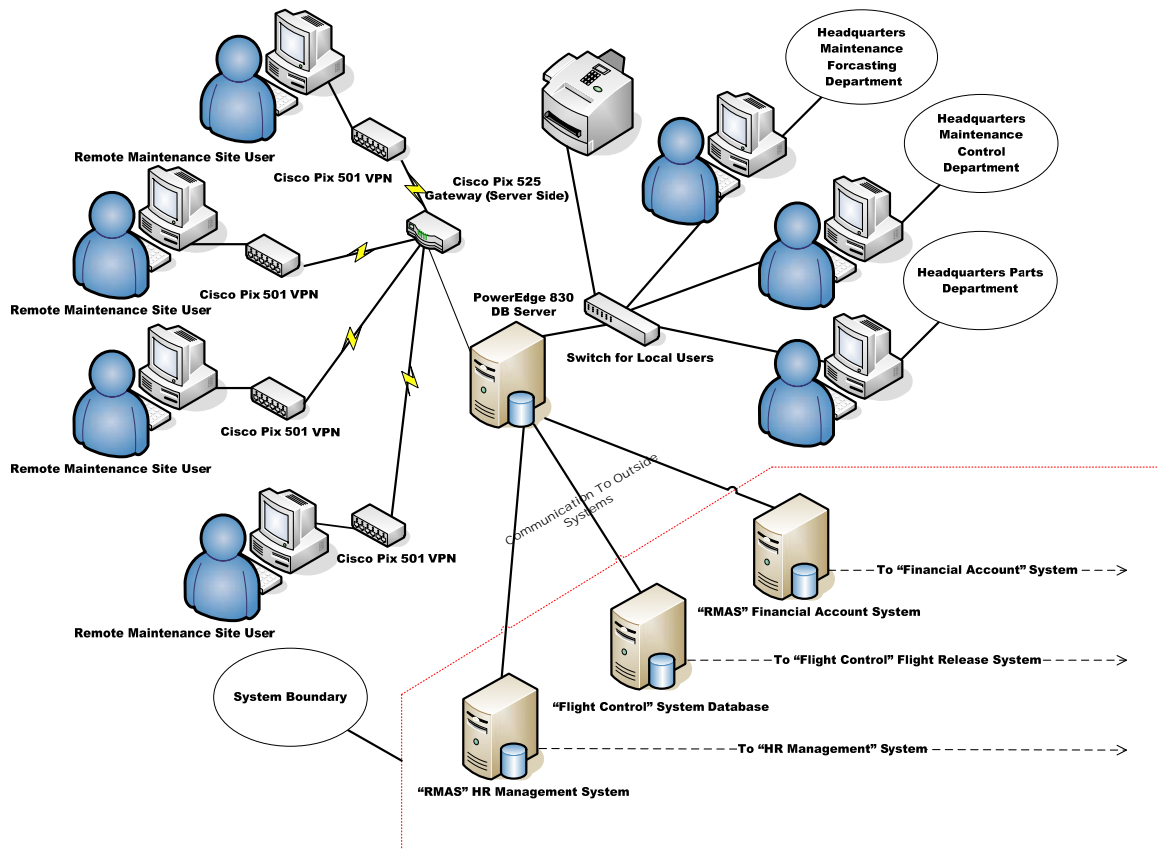 Headquarters
Maintenance
Forcasting
Department
Headquarters
Maintenance
Control
Department
Headquarters Parts
Department
Remote Maintenance Site User
Cisco Pix 501 VPN
Cisco Pix 525
Gateway (Server Side)
Remote Maintenance Site User
Cisco Pix 501 VPN
PowerEdge 830
DB Server
Switch for Local Users
Remote Maintenance Site User
Cisco Pix 501 VPN
Communication To Outside
Systems
Remote Maintenance Site User
Cisco Pix 501 VPN
To “Financial Account” System
“RMAS” Financial Account System
To “Flight Control” Flight Release System
“Flight Control” System Database
System Boundary
To “HR Management” System
“RMAS” HR Management System